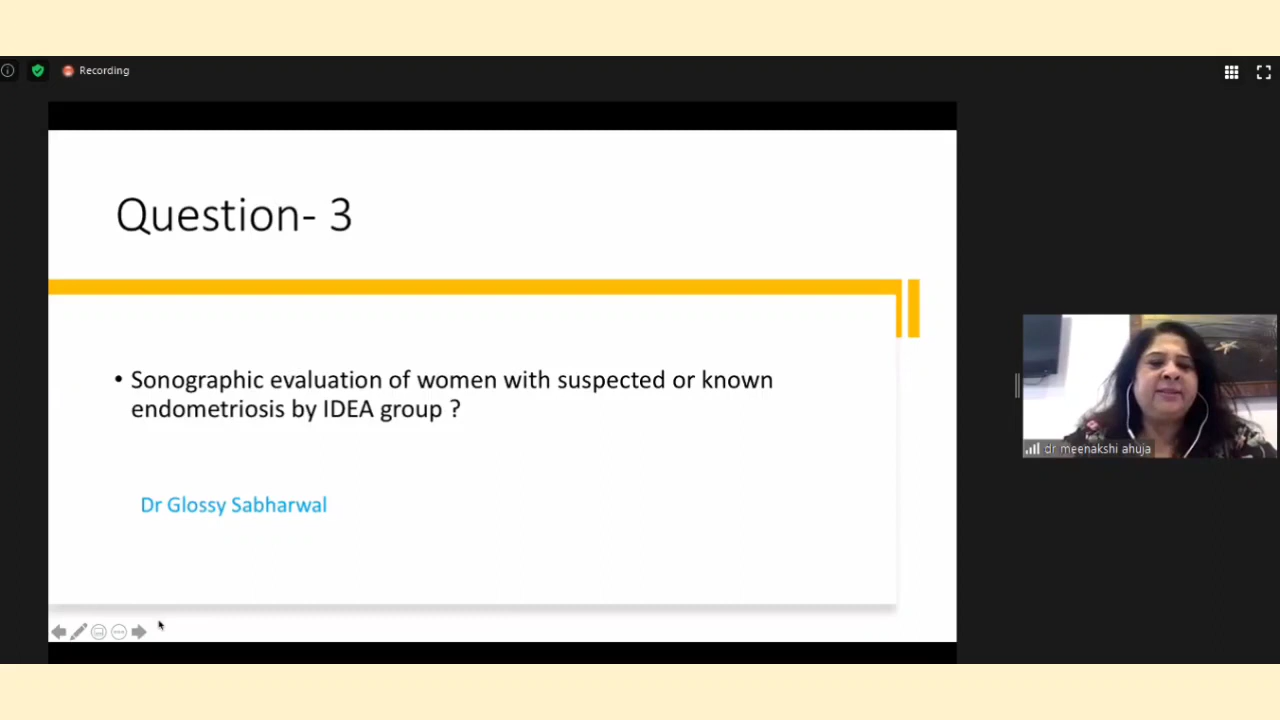 Recording
Question- 3
• Sonographic evaluation of women with suspected or known
endometriosis by IDEA group ?
Dr Glossy Sabharwal
dr meenakshi ahuja